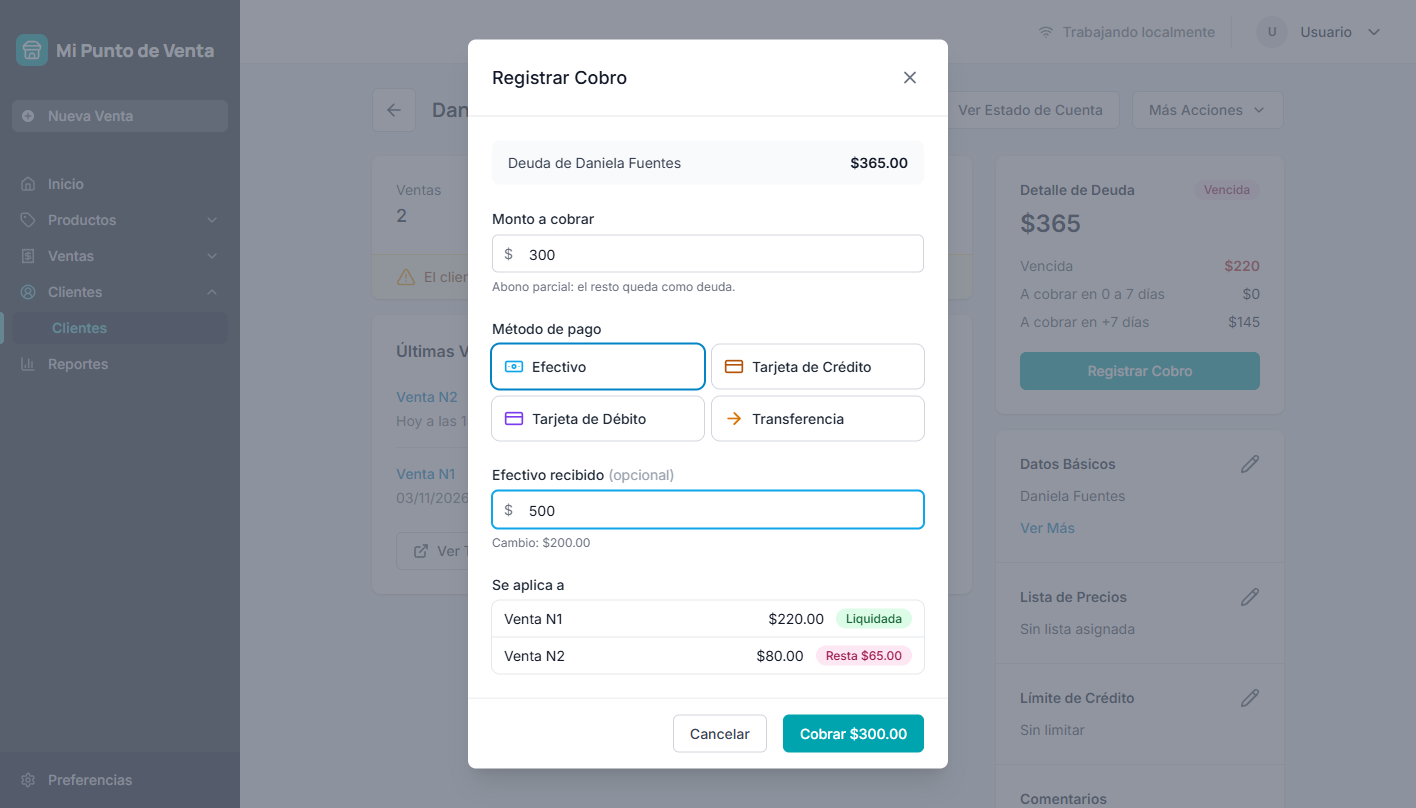 Mi Punto de Venta
Nueva Venta
Inicio
Productos
Ventas
Clientes
Clientes
Reportes
Preferencias
Trabajando localmente
U
Usuario
Dan
Ver Estado de Cuenta
Más Acciones
Ventas
2
El clien
Últimas V
Venta N2
Hoy a las 1
Venta N1
03/11/2026
Ver T
Registrar Cobro
Deuda de Daniela Fuentes $365.00
Monto a cobrar
$ 300
Abono parcial: el resto queda como deuda.
Método de pago
Efectivo
Tarjeta de Crédito
Tarjeta de Débito
Transferencia
Efectivo recibido (opcional)
$ 500
Cambio: $200.00
Se aplica a
Venta N1 $220.00 Liquidada
Venta N2 $80.00 Resta $65.00
Cancelar
Cobrar $300.00
Detalle de Deuda Vencida
$365
Vencida $220
A cobrar en 0 a 7 días $0
A cobrar en +7 días $145
Registrar Cobro
Datos Básicos
Daniela Fuentes
Ver Más
Lista de Precios
Sin lista asignada
Límite de Crédito
Sin limitar
Comentarios